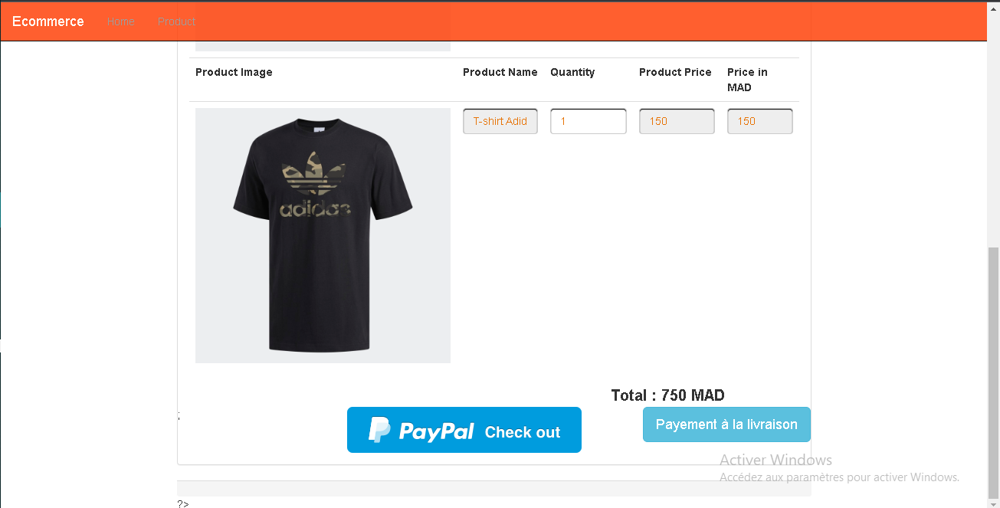 Ecommerce Home Product
Product Image Product Name Quantity Product Price Price in
MAD
T-shirt Adid 1 150 150
adidas
Total : 750 MAD
;
PayPal Check out Payement à la livraison
Activer Windows
Accédez aux paramètres pour activer Windows.
?>